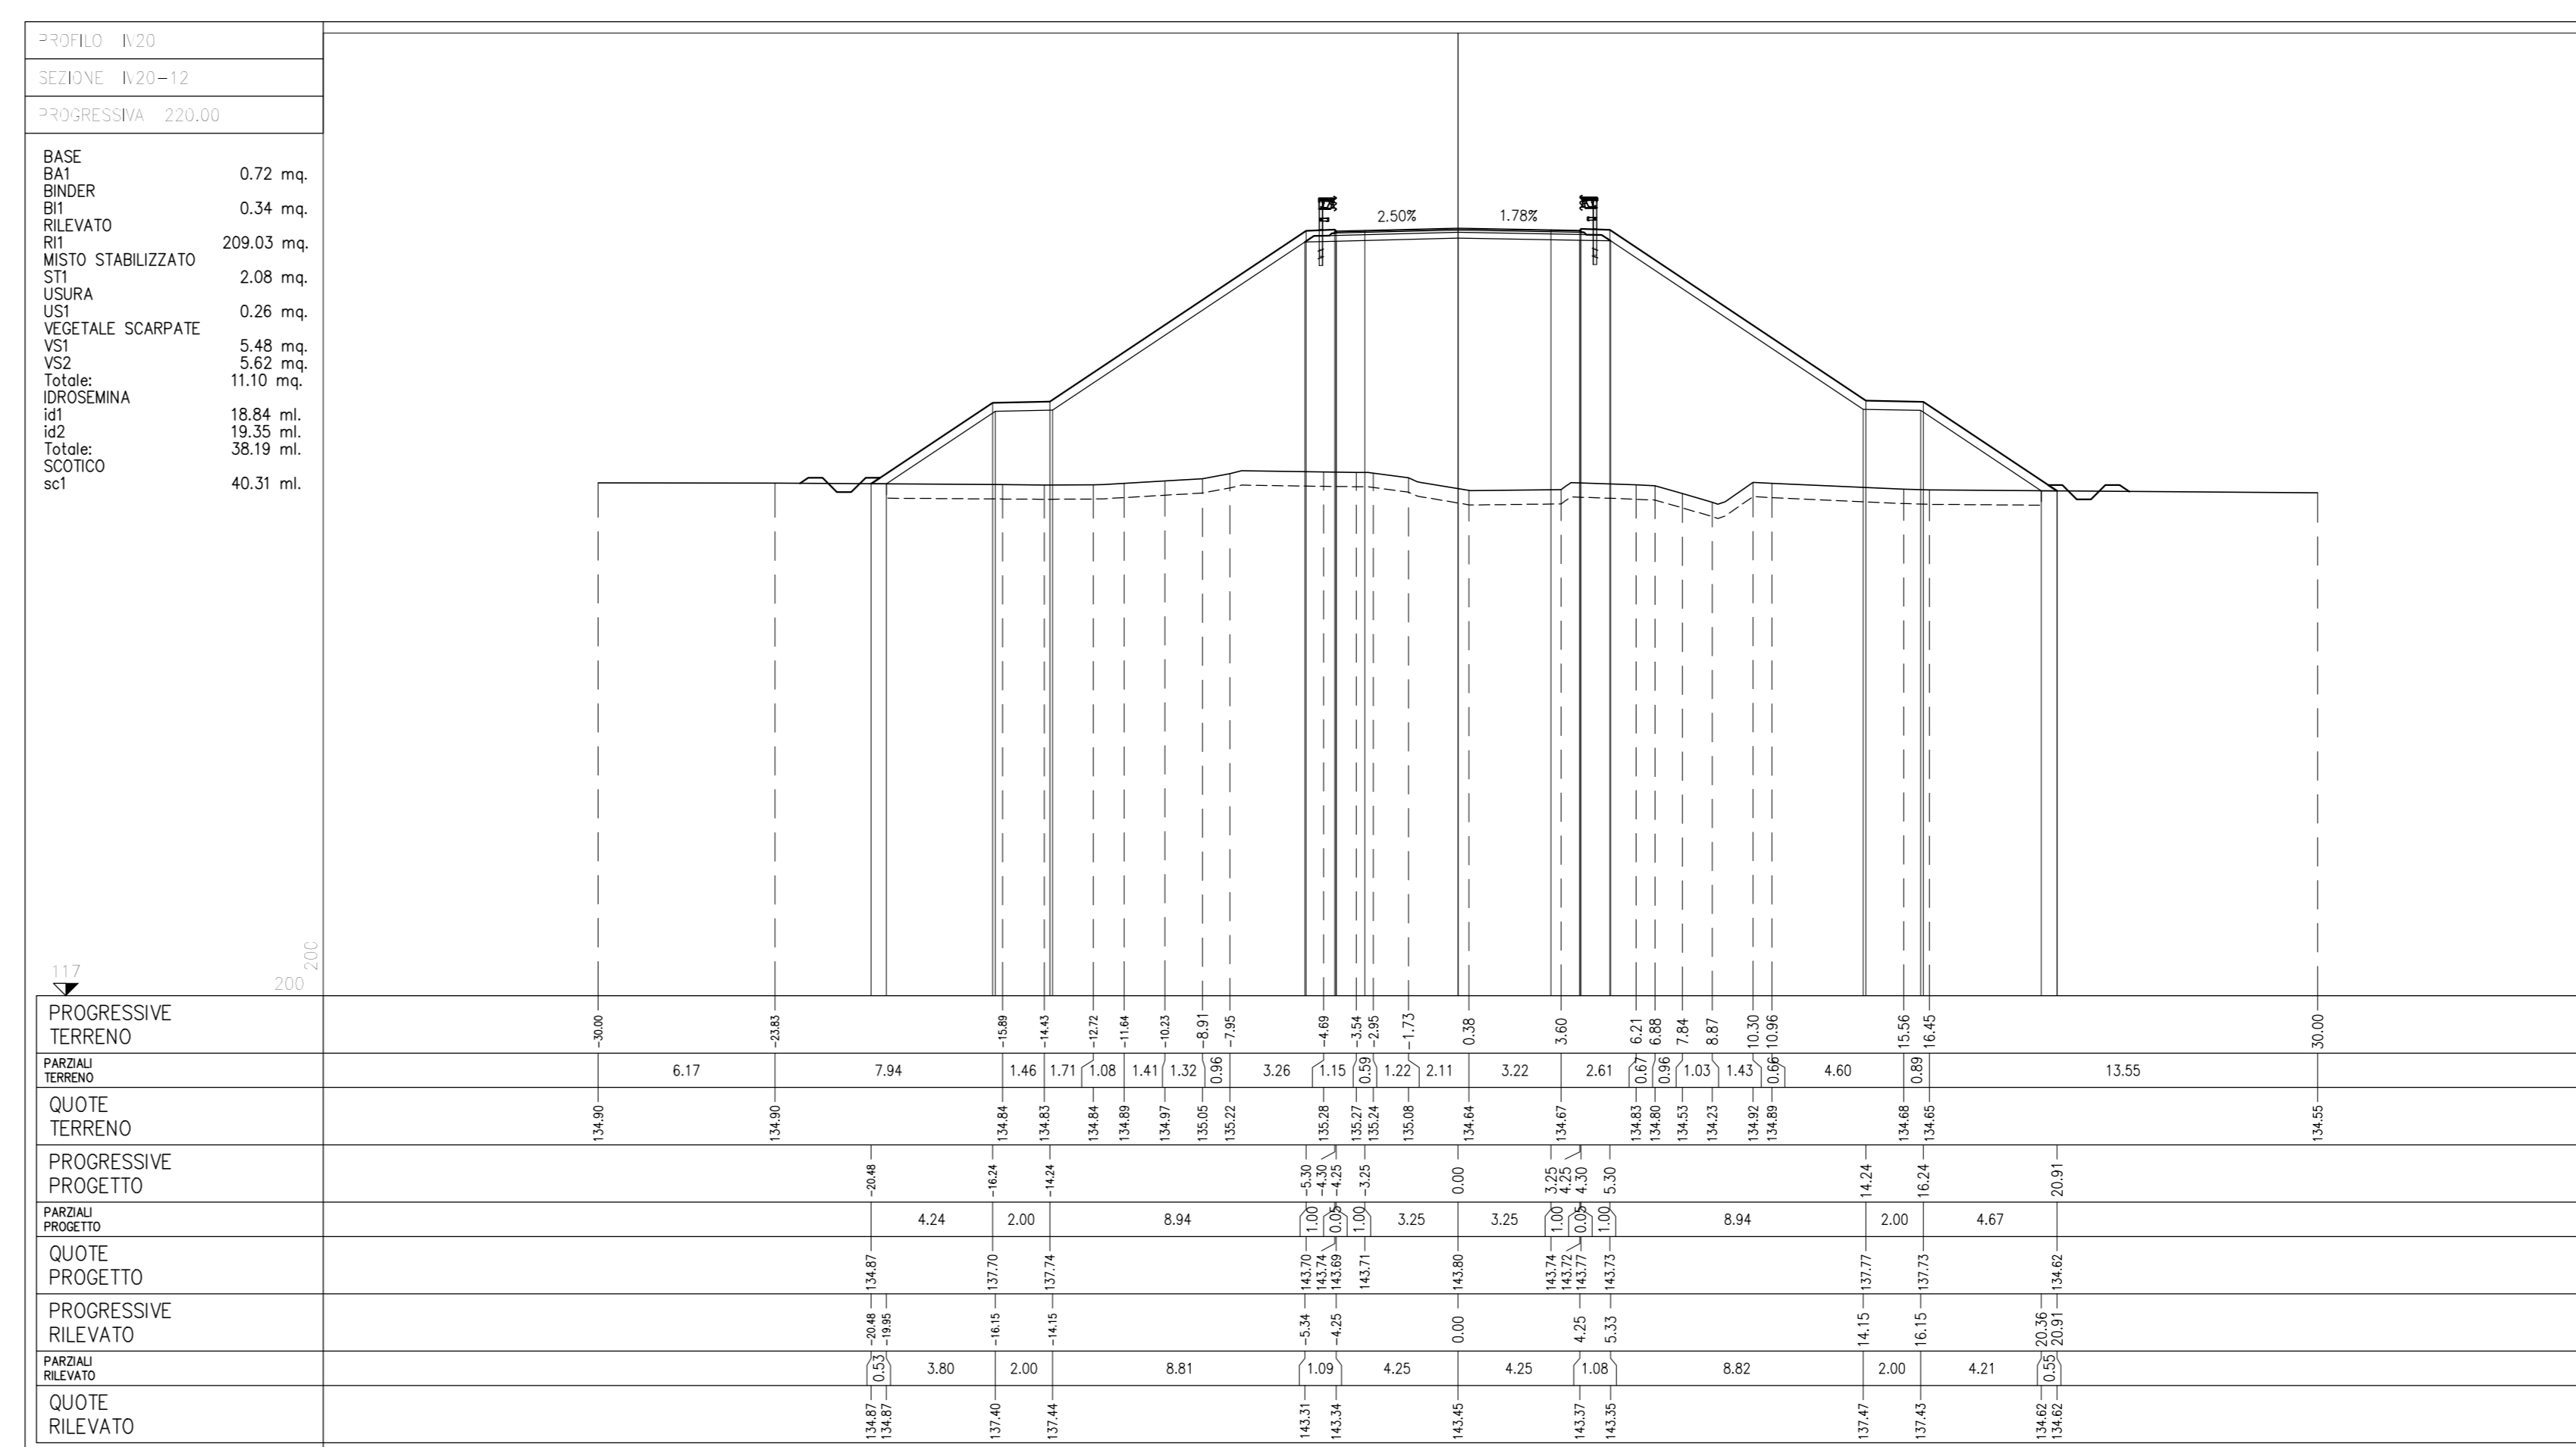 PROFILO IV20
SEZIONE IV20-12
PROGRESSIVA 220.00
BASE
BA1 0.72 mq.
BINDER
BI1 0.34 mq.
RILEVATO
RI1 209.03 mq.
MISTO STABILIZZATO
ST1 2.08 mq.
USURA
US1 0.26 mq.
VEGETALE SCARPATE
VS1 5.48 mq.
VS2 5.62 mq.
Totale: 11.10 mq.
IDROSEMINA
id1 18.84 ml.
id2 19.35 ml.
Totale: 38.19 ml.
SCOTICO
sc1 40.31 ml.
2.50% 1.78%
117 200 200
PROGRESSIVE TERRENO -30.00 -23.83 -15.89 -14.43 -12.72 -11.64 -10.23 -8.91 -7.95 -4.69 -3.54 -2.95 -1.73 0.38 3.60 6.21 6.88 7.84 8.87 10.30 10.96 15.56 16.45 30.00
PARZIALI TERRENO 6.17 7.94 1.46 1.71 1.08 1.41 1.32 0.96 3.26 1.15 0.59 1.22 2.11 3.22 2.61 0.67 0.96 1.03 1.43 0.66 4.60 0.89 13.55
QUOTE TERRENO 134.90 134.90 134.84 134.83 134.84 134.89 134.97 135.05 135.22 135.28 135.27 135.24 135.08 134.64 134.67 134.83 134.80 134.53 134.23 134.92 134.89 134.68 134.65 134.55
PROGRESSIVE PROGETTO -20.48 -16.24 -14.24 -5.30 -4.30 -4.25 -3.25 0.00 3.25 4.25 4.30 5.30 14.24 16.24 20.91
PARZIALI PROGETTO 4.24 2.00 8.94 1.00 0.05 1.00 3.25 3.25 1.00 0.05 1.00 8.94 2.00 4.67
QUOTE PROGETTO 134.87 137.70 137.74 143.70 143.74 143.69 143.71 143.80 143.74 143.72 143.77 143.73 137.77 137.73 134.62
PROGRESSIVE RILEVATO -20.48 -19.95 -16.15 -14.15 -5.34 -4.25 0.00 4.25 5.33 14.15 16.15 20.36 20.91
PARZIALI RILEVATO 0.53 3.80 2.00 8.81 1.09 4.25 4.25 1.08 8.82 2.00 4.21 0.55
QUOTE RILEVATO 134.87 134.87 137.40 137.44 143.31 143.34 143.45 143.37 143.35 137.47 137.43 134.62 134.62